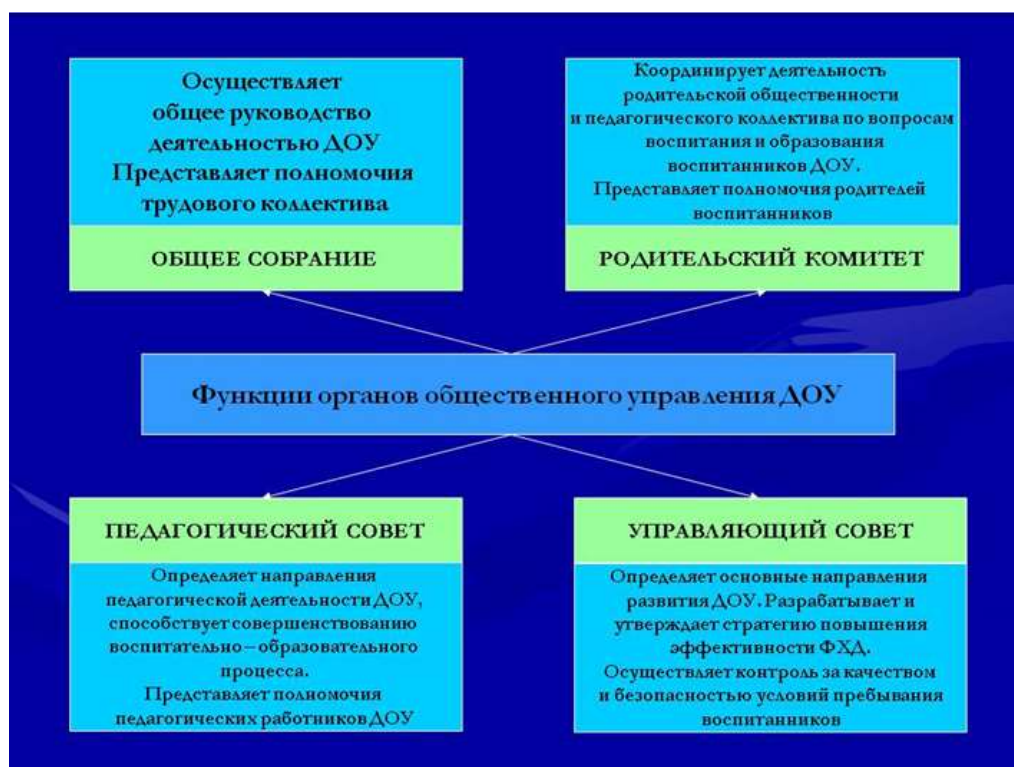 Осуществляет
общее руководство
деятельностью ДОУ
Представляет полномочия
трудового коллектива
ОБЩЕЕ СОБРАНИЕ
Координирует деятельность
родительской общественности
и педагогического коллектива по вопросам
воспитания и образования
воспитанников ДОУ.
Представляет полномочия родителей
воспитанников
РОДИТЕЛЬСКИЙ КОМИТЕТ
Функции органов общественного управления ДОУ
ПЕДАГОГИЧЕСКИЙ СОВЕТ
Определяет направления
педагогической деятельности ДОУ,
способствует совершенствованию
воспитательно – образовательного
процесса.
Представляет полномочия
педагогических работников ДОУ
УПРАВЛЯЮЩИЙ СОВЕТ
Определяет основные направления
развития ДОУ. Разрабатывает и
утверждает стратегию повышения
эффективности ФХД.
Осуществляет контроль за качеством
и безопасностью условий пребывания
воспитанников